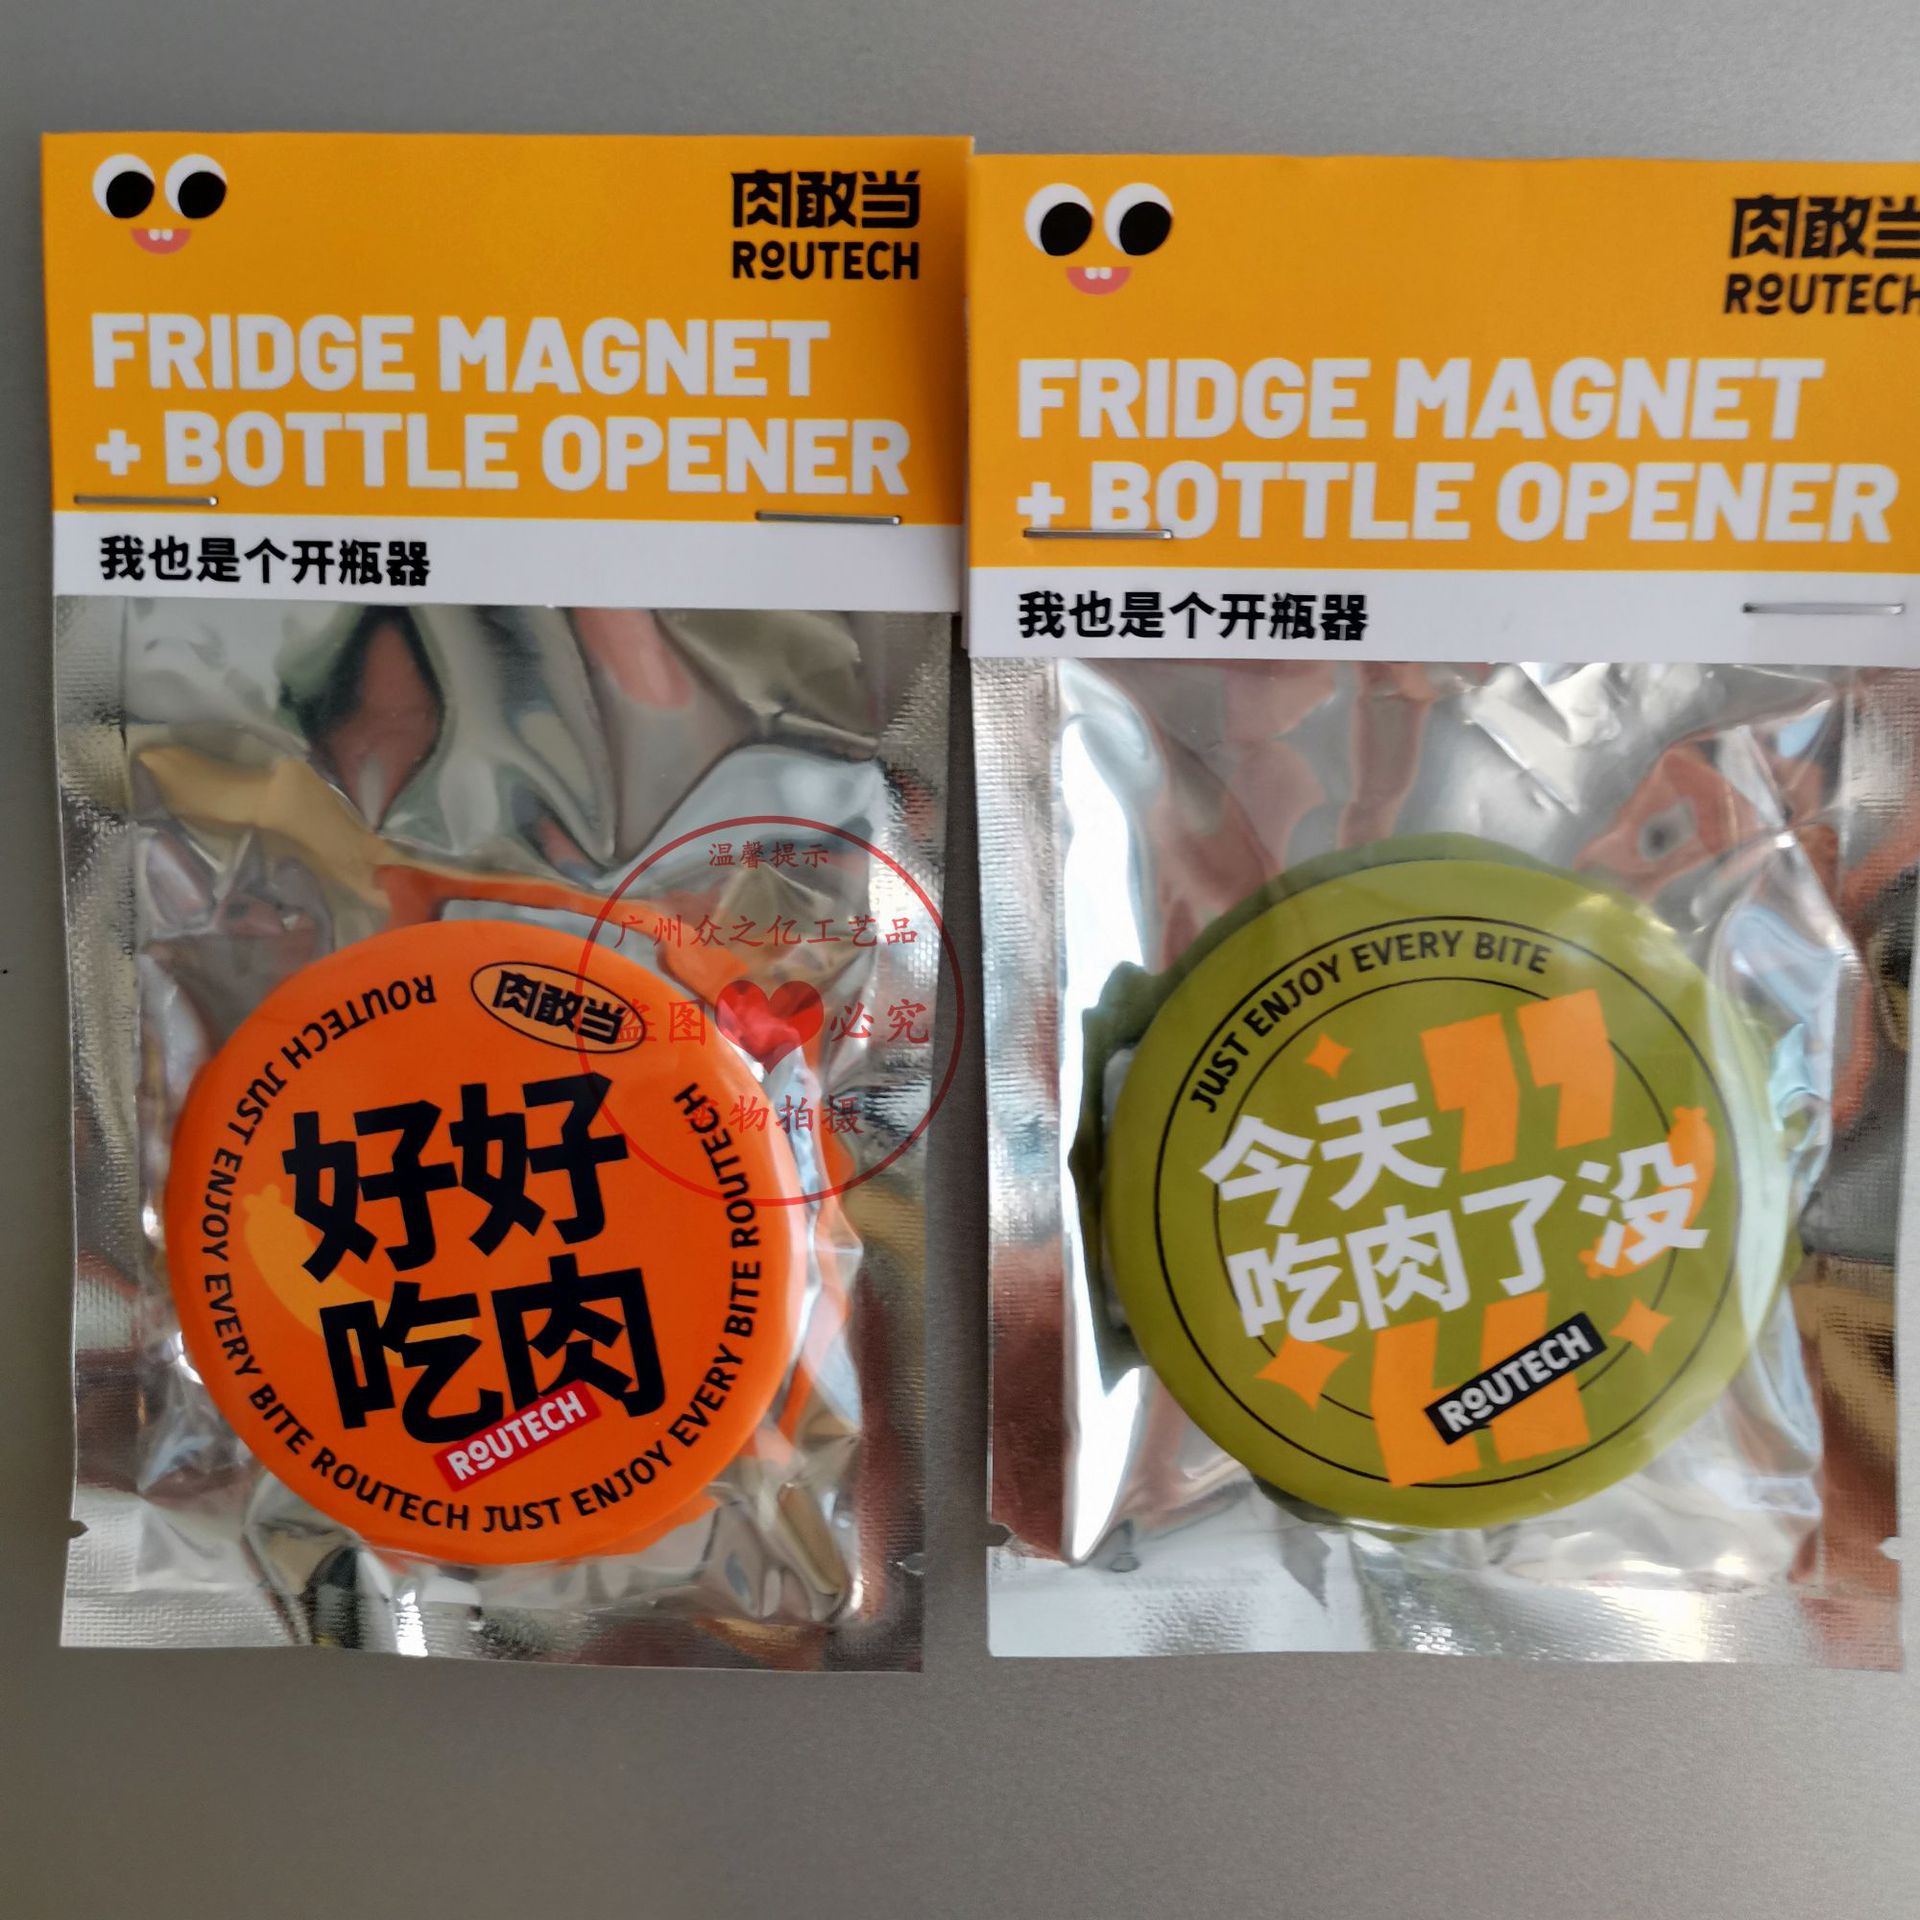 肉敢当
ROUTECH
FRIDGE MAGNET
+ BOTTLE OPENER
我也是个开瓶器
ROUTECH JUST ENJOY EVERY BITE ROUTECH JUST ENJOY EVERY BITE ROUTECH
肉敢当
好好
吃肉
ROUTECH
温馨提示
广州众之亿工艺品
盗图必究
实物拍摄
肉敢当
ROUTECH
FRIDGE MAGNET
+ BOTTLE OPENER
我也是个开瓶器
JUST ENJOY EVERY BITE
今天
吃肉了没
ROUTECH